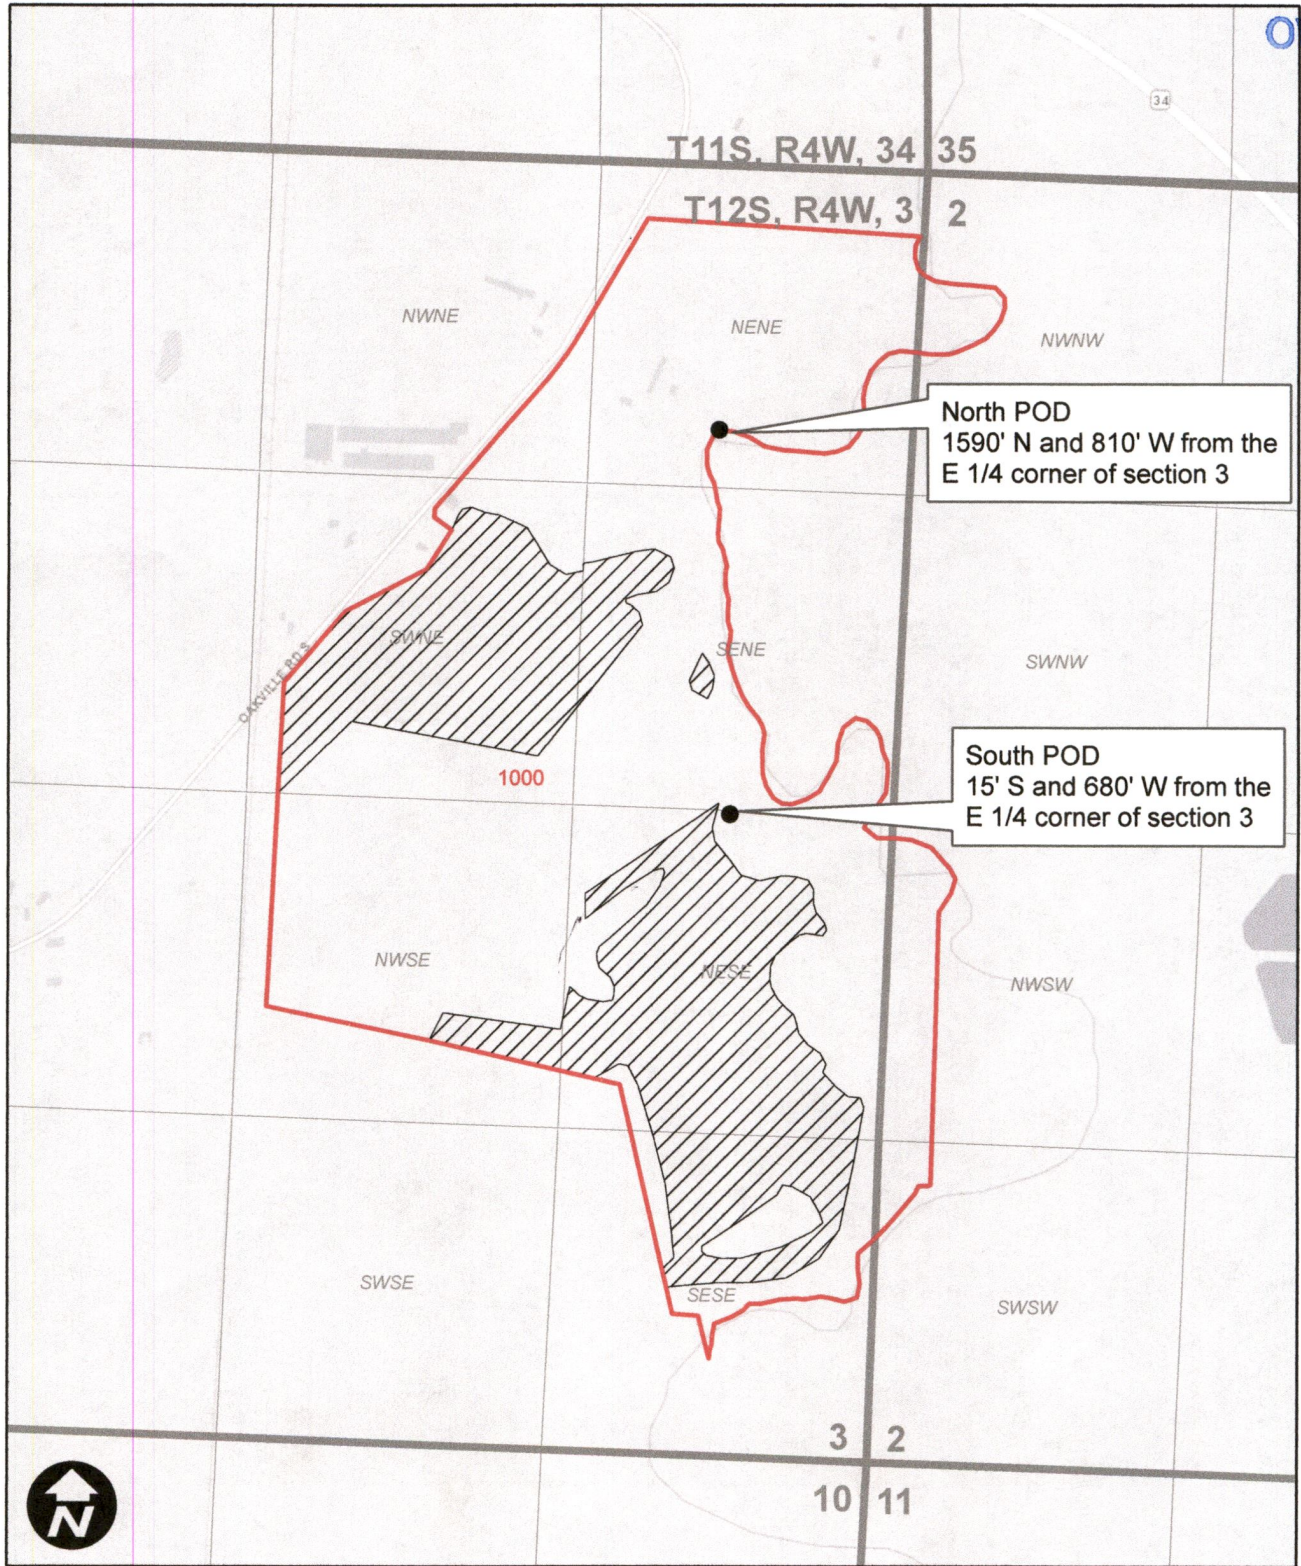 34
T11S, R4W, 34 35
T12S, R4W, 3 2
NWNE
NENE
NWNW
North POD
1590' N and 810' W from the
E 1/4 corner of section 3
SWNE
SENE
SWNW
OAKVILLE RD S
South POD
15' S and 680' W from the
E 1/4 corner of section 3
1000
NWSE
NESE
NWSW
SWSE
SESE
SWSW
3 2
10 11
N